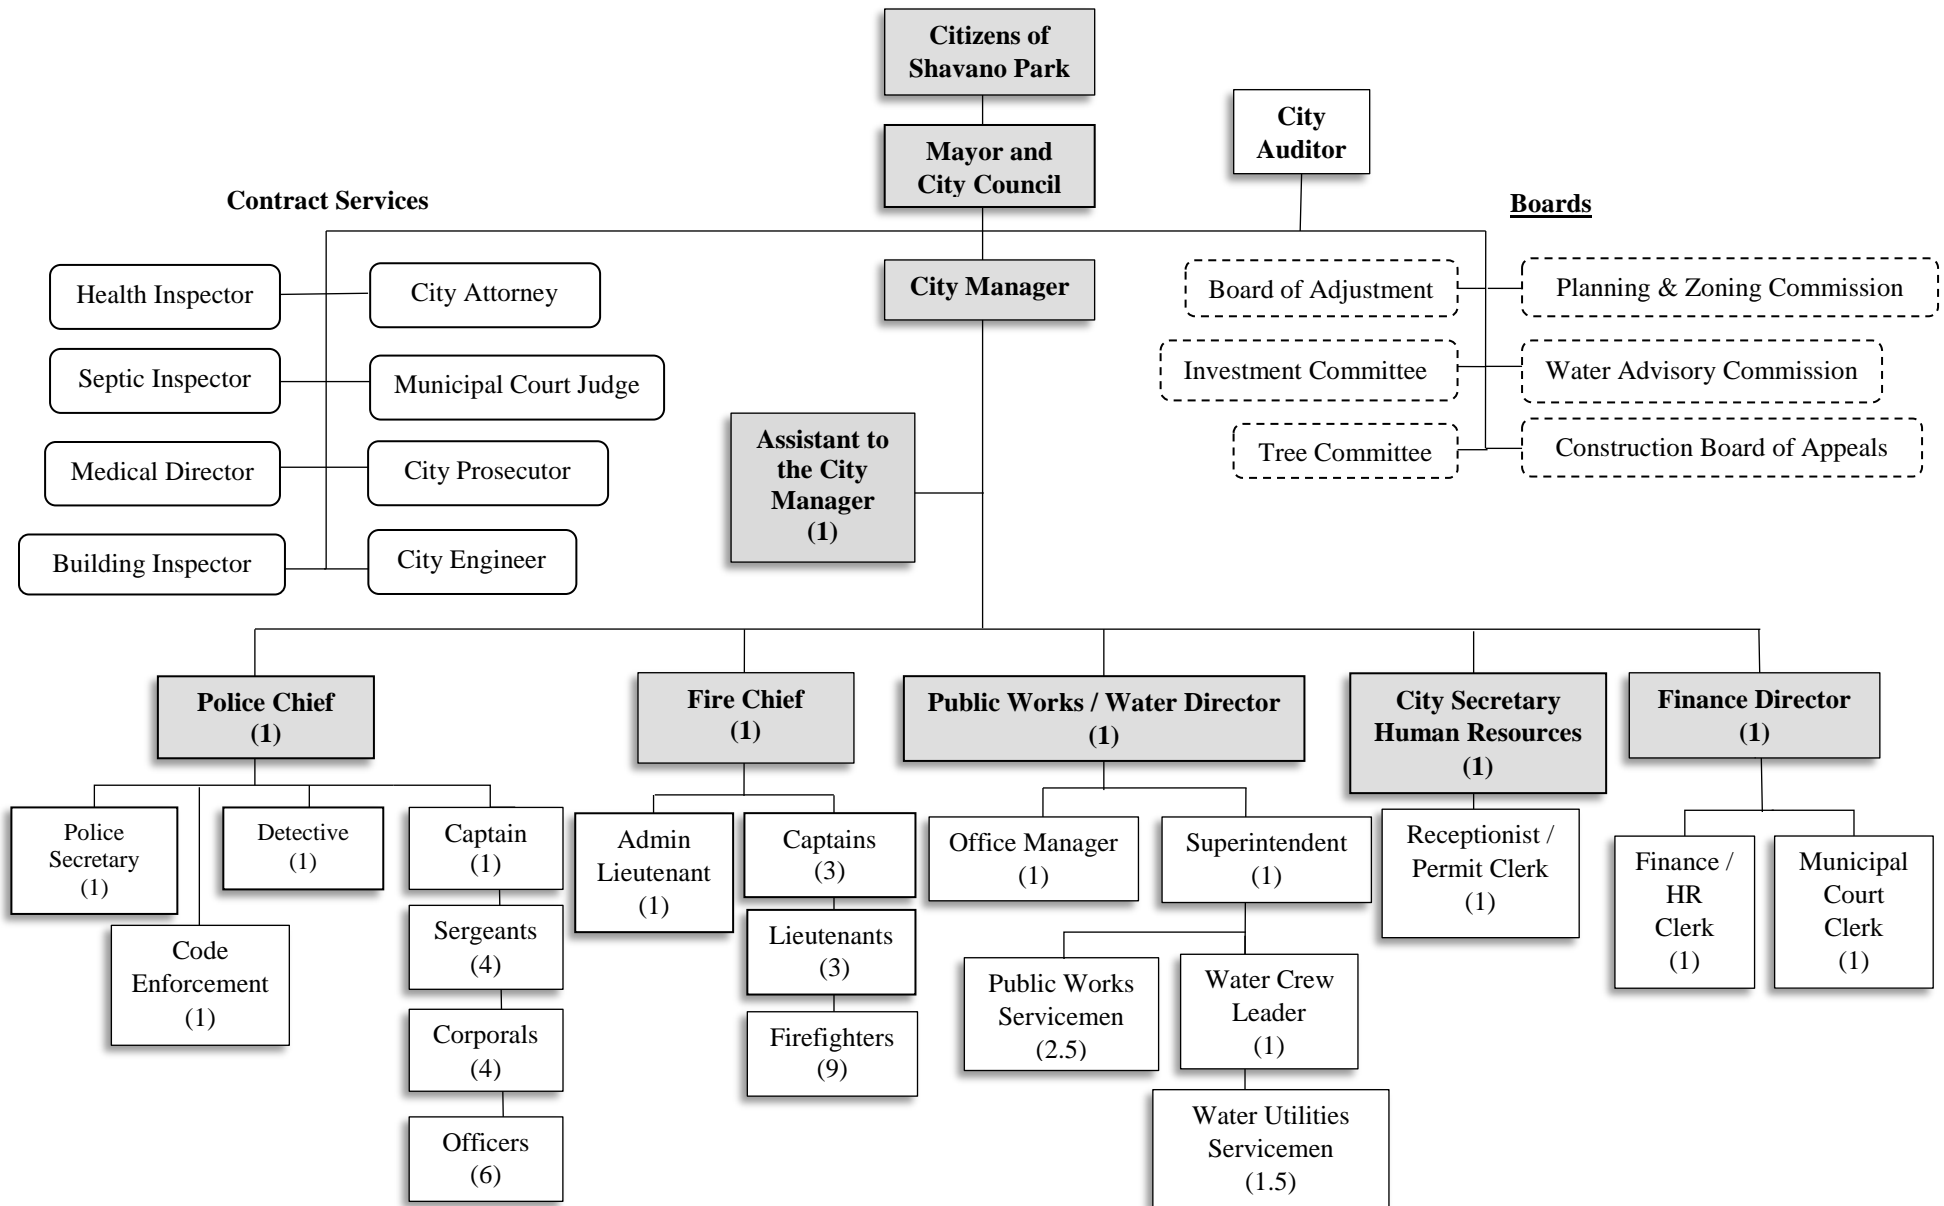 Citizens of
Shavano Park
Mayor and
City Council
City
Auditor
Contract Services
Boards
Health Inspector
City Attorney
Septic Inspector
Municipal Court Judge
Medical Director
City Prosecutor
Building Inspector
City Engineer
City Manager
Board of Adjustment
Planning & Zoning Commission
Investment Committee
Water Advisory Commission
Tree Committee
Construction Board of Appeals
Assistant to
the City
Manager
(1)
Police Chief
(1)
Fire Chief
(1)
Public Works / Water Director
(1)
City Secretary
Human Resources
(1)
Finance Director
(1)
Police
Secretary
(1)
Code
Enforcement
(1)
Detective
(1)
Captain
(1)
Sergeants
(4)
Corporals
(4)
Officers
(6)
Admin
Lieutenant
(1)
Captains
(3)
Lieutenants
(3)
Firefighters
(9)
Office Manager
(1)
Superintendent
(1)
Public Works
Servicemen
(2.5)
Water Crew
Leader
(1)
Water Utilities
Servicemen
(1.5)
Receptionist /
Permit Clerk
(1)
Finance /
HR
Clerk
(1)
Municipal
Court
Clerk
(1)